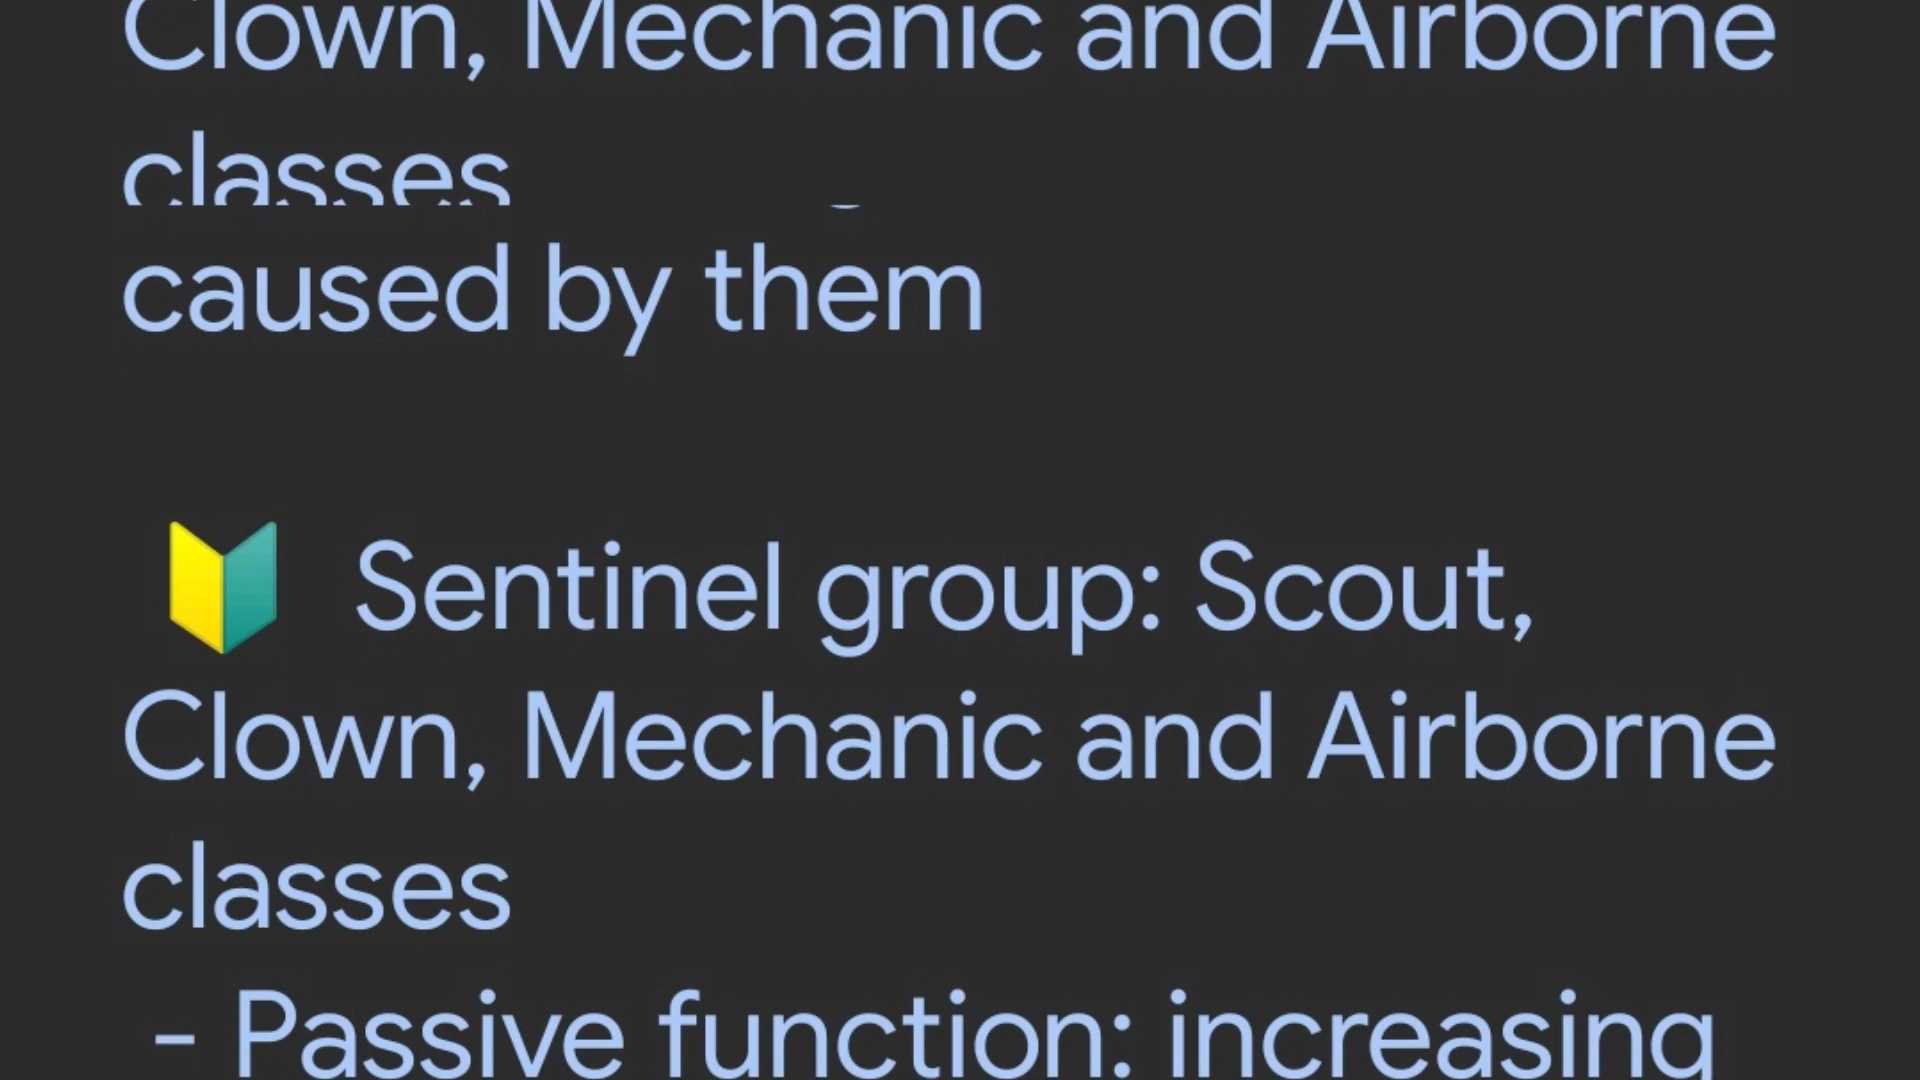 Clown, Mechanic and Airborne
classes
caused by them
🔰 Sentinel group: Scout,
Clown, Mechanic and Airborne
classes
- Passive function: increasing